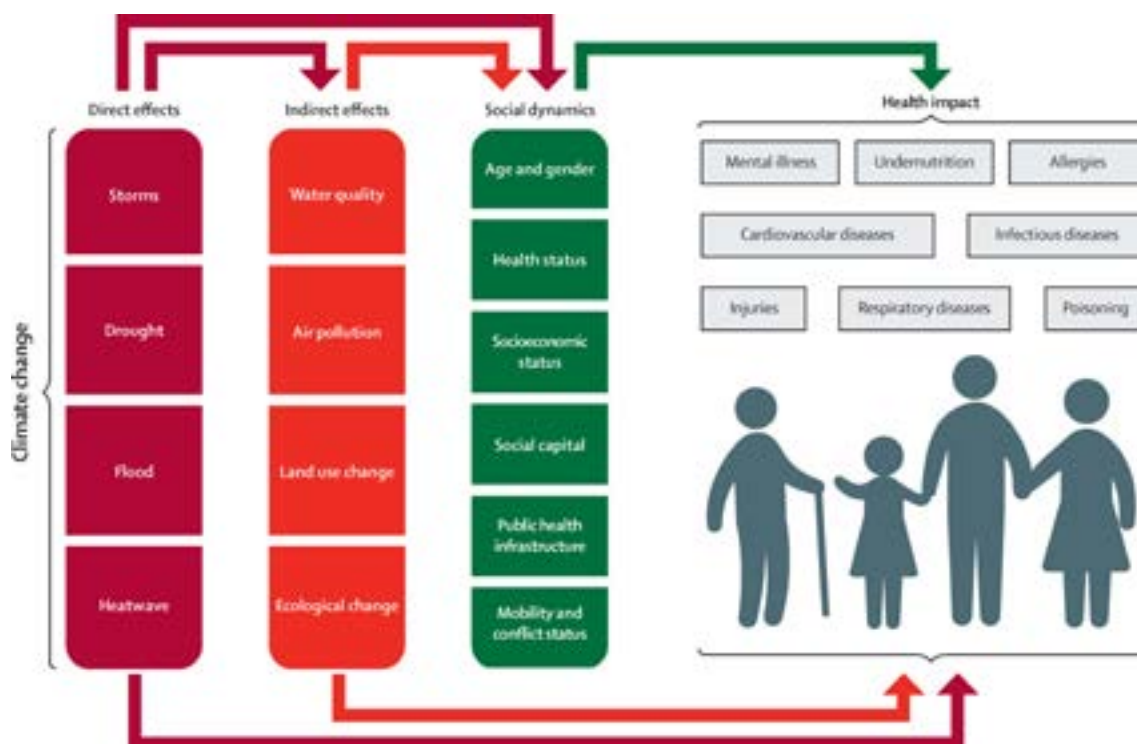 Direct effects
Indirect effects
Social dynamics
Health impact
Climate change
Storms
Drought
Flood
Heatwave
Water quality
Air pollution
Land use change
Ecological change
Age and gender
Health status
Socioeconomic
status
Social capital
Public health
infrastructure
Mobility and
conflict status
Mental illness
Undernutrition
Allergies
Cardiovascular diseases
Infectious diseases
Injuries
Respiratory diseases
Poisoning